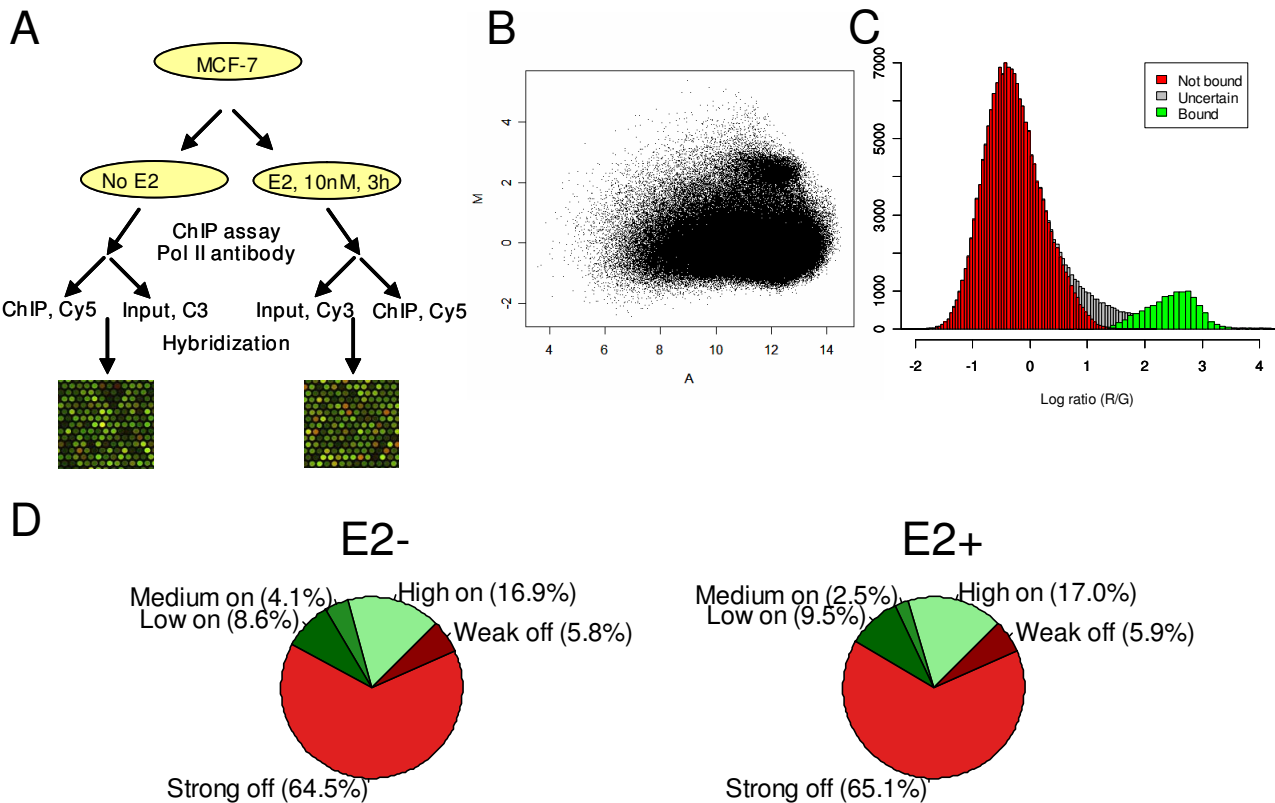 A
MCF-7
No E2
E2, 10nM, 3h
ChIP assay
Pol II antibody
ChIP, Cy5
Input, C3
Input, Cy3
ChIP, Cy5
Hybridization
B
M
4
2
0
-2
4
6
8
10
12
14
A
C
7000
5000
3000
1000
0
Not bound
Uncertain
Bound
-2
-1
0
1
2
3
4
Log ratio (R/G)
D
E2-
Medium on (4.1%)
High on (16.9%)
Low on (8.6%)
Weak off (5.8%)
Strong off (64.5%)
E2+
Medium on (2.5%)
High on (17.0%)
Low on (9.5%)
Weak off (5.9%)
Strong off (65.1%)